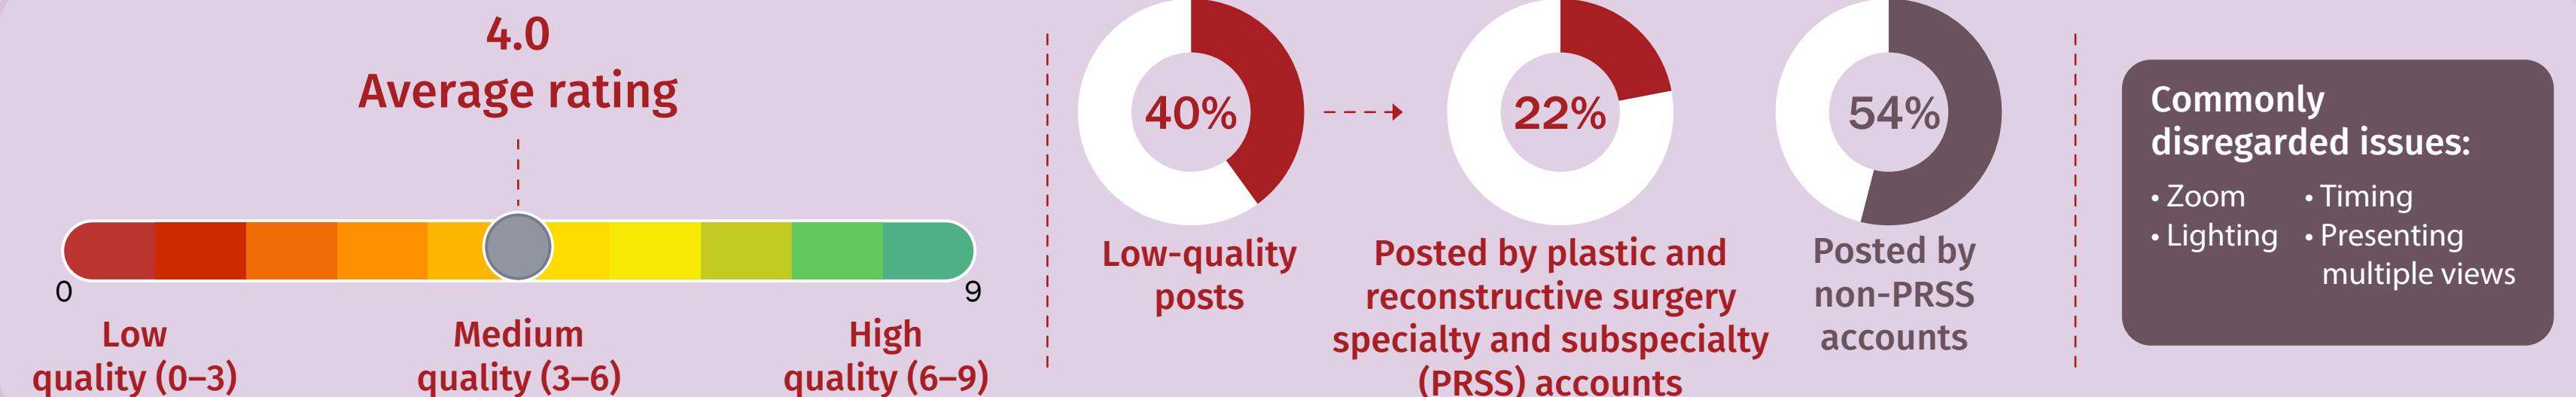 4.0
Average rating
0
9
Low
quality (0–3)
Medium
quality (3–6)
High
quality (6–9)
40%
Low-quality
posts
22%
Posted by plastic and
reconstructive surgery
specialty and subspecialty
(PRSS) accounts
54%
Posted by
non-PRSS
accounts
Commonly
disregarded issues:
• Zoom
• Lighting
• Timing
• Presenting
multiple views